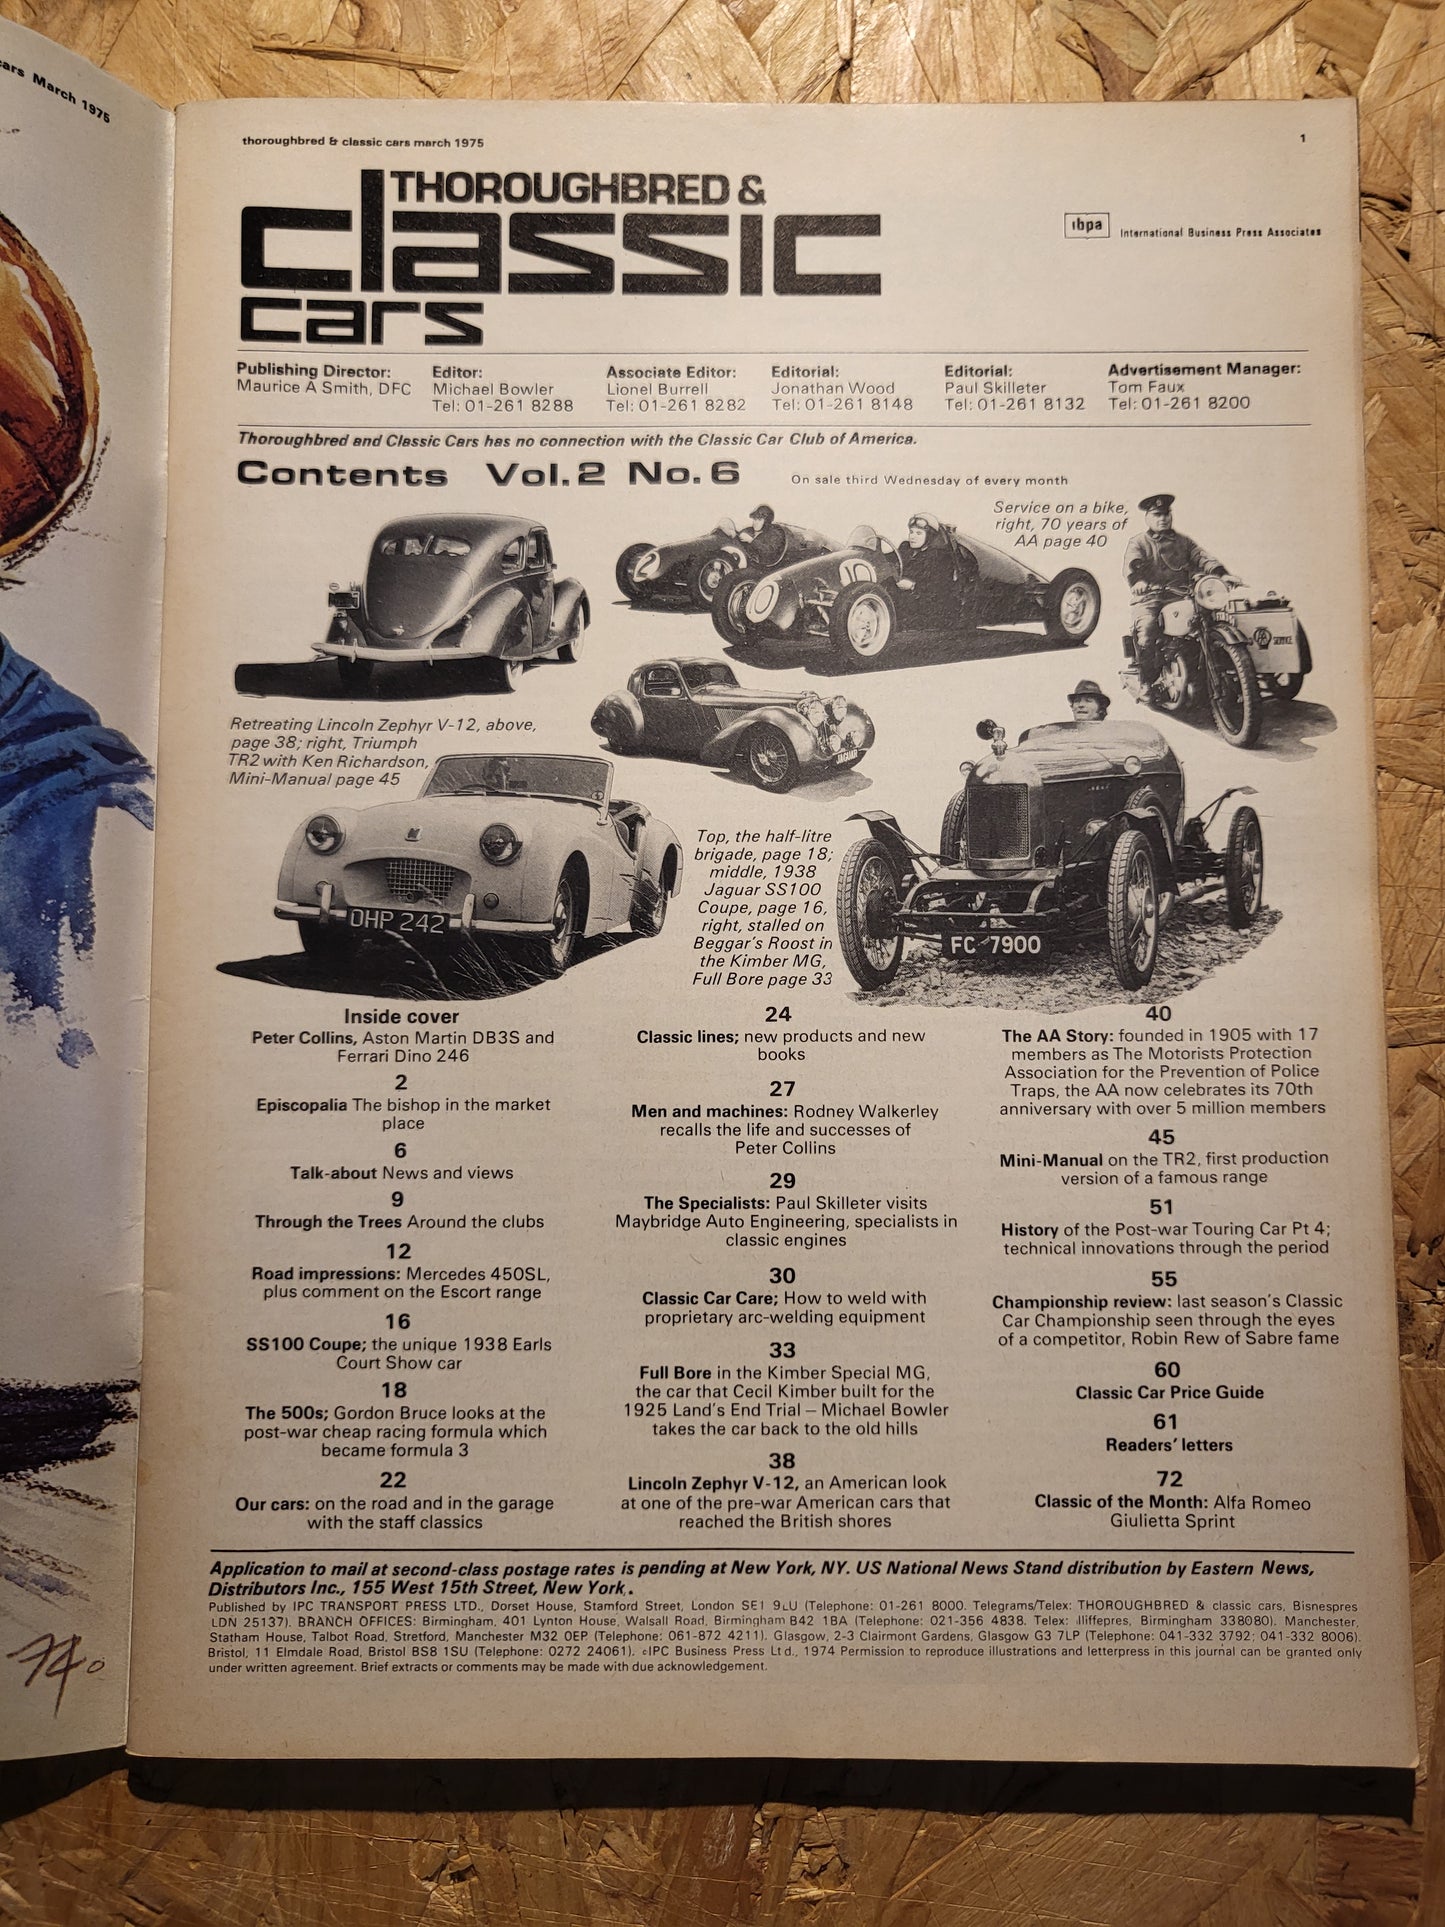 cars March 1975
thoroughbred & classic cars march 1975
1
THOROUGHBRED &
classic
cars
ibpa
International Business Press Associates
Publishing Director:
Maurice A Smith, DFC
Editor:
Michael Bowler
Tel: 01-261 8288
Associate Editor:
Lionel Burrell
Tel: 01-261 8282
Editorial:
Jonathan Wood
Tel: 01-261 8148
Editorial:
Paul Skilleter
Tel: 01-261 8132
Advertisement Manager:
Tom Faux
Tel: 01-261 8200
Thoroughbred and Classic Cars has no connection with the Classic Car Club of America.
Contents Vol.2 No.6
On sale third Wednesday of every month
Service on a bike,
right, 70 years of
AA page 40
2
10
AA
SERVICE
Retreating Lincoln Zephyr V-12, above,
page 38; right, Triumph
TR2 with Ken Richardson,
Mini-Manual page 45
JAGUAR
OHP 242
Top, the half-litre
brigade, page 18;
middle, 1938
Jaguar SS100
Coupe, page 16,
right, stalled on
Beggar's Roost in
the Kimber MG,
Full Bore page 33
FC 7900
Inside cover
Peter Collins, Aston Martin DB3S and
Ferrari Dino 246
2
Episcopalia The bishop in the market
place
6
Talk-about News and views
9
Through the Trees Around the clubs
12
Road impressions: Mercedes 450SL,
plus comment on the Escort range
16
SS100 Coupe; the unique 1938 Earls
Court Show car
18
The 500s; Gordon Bruce looks at the
post-war cheap racing formula which
became formula 3
22
Our cars: on the road and in the garage
with the staff classics
24
Classic lines; new products and new
books
27
Men and machines: Rodney Walkerley
recalls the life and successes of
Peter Collins
29
The Specialists: Paul Skilleter visits
Maybridge Auto Engineering, specialists in
classic engines
30
Classic Car Care; How to weld with
proprietary arc-welding equipment
33
Full Bore in the Kimber Special MG,
the car that Cecil Kimber built for the
1925 Land's End Trial – Michael Bowler
takes the car back to the old hills
38
Lincoln Zephyr V-12, an American look
at one of the pre-war American cars that
reached the British shores
40
The AA Story: founded in 1905 with 17
members as The Motorists Protection
Association for the Prevention of Police
Traps, the AA now celebrates its 70th
anniversary with over 5 million members
45
Mini-Manual on the TR2, first production
version of a famous range
51
History of the Post-war Touring Car Pt 4;
technical innovations through the period
55
Championship review: last season's Classic
Car Championship seen through the eyes
of a competitor, Robin Rew of Sabre fame
60
Classic Car Price Guide
61
Readers' letters
72
Classic of the Month: Alfa Romeo
Giulietta Sprint
Application to mail at second-class postage rates is pending at New York, NY. US National News Stand distribution by Eastern News,
Distributors Inc., 155 West 15th Street, New York.
Published by IPC TRANSPORT PRESS LTD., Dorset House, Stamford Street, London SE1 9LU (Telephone: 01-261 8000. Telegrams/Telex: THOROUGHBRED & classic cars, Bisnespres
LDN 25137). BRANCH OFFICES: Birmingham, 401 Lynton House, Walsall Road, Birmingham B42 1BA (Telephone: 021-356 4838. Telex: Iliffepres, Birmingham 338080). Manchester,
Statham House, Talbot Road, Stretford, Manchester M32 0EP (Telephone: 061-872 4211). Glasgow, 2-3 Clairmont Gardens, Glasgow G3 7LP (Telephone: 041-332 3792; 041-332 8006).
Bristol, 11 Elmdale Road, Bristol BS8 1SU (Telephone: 0272 24061). ©IPC Business Press Ltd., 1974 Permission to reproduce illustrations and letterpress in this journal can be granted only
under written agreement. Brief extracts or comments may be made with due acknowledgement.